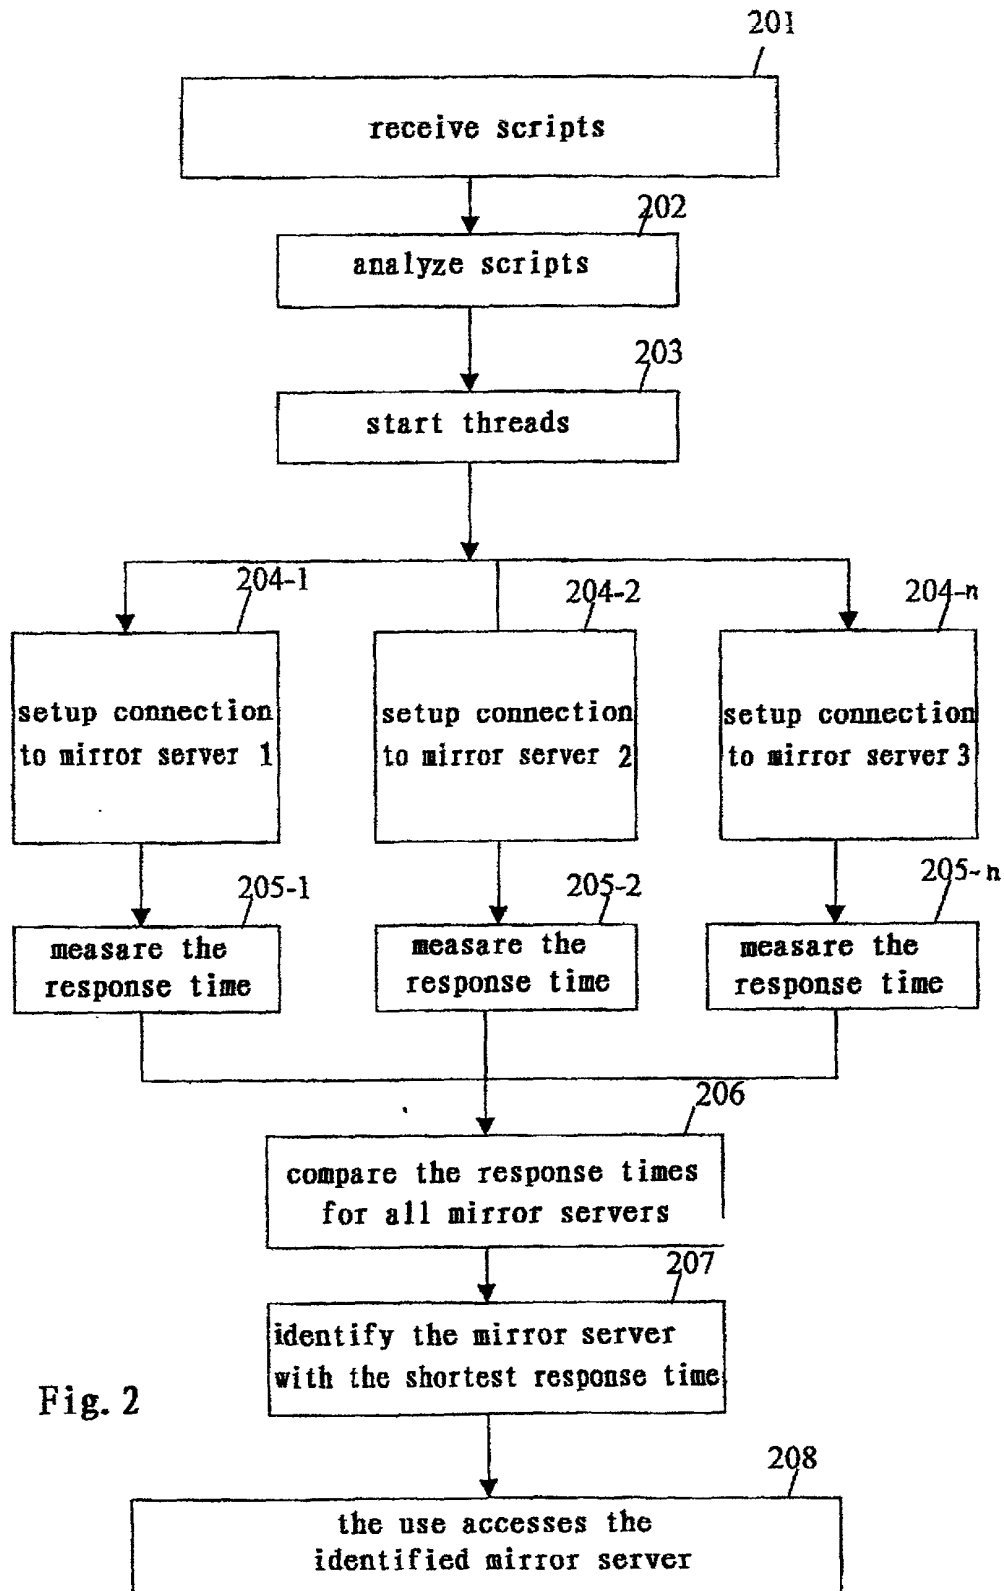 201
receive scripts
202
analyze scripts
203
start threads
204-1
204-2
204-n
setup connection
to mirror server 1
setup connection
to mirror server 2
setup connection
to mirror server 3
205-1
205-2
205-n
measare the
response time
measare the
response time
measare the
response time
206
compare the response times
for all mirror servers
207
identify the mirror server
with the shortest response time
Fig. 2
208
the use accesses the
identified mirror server